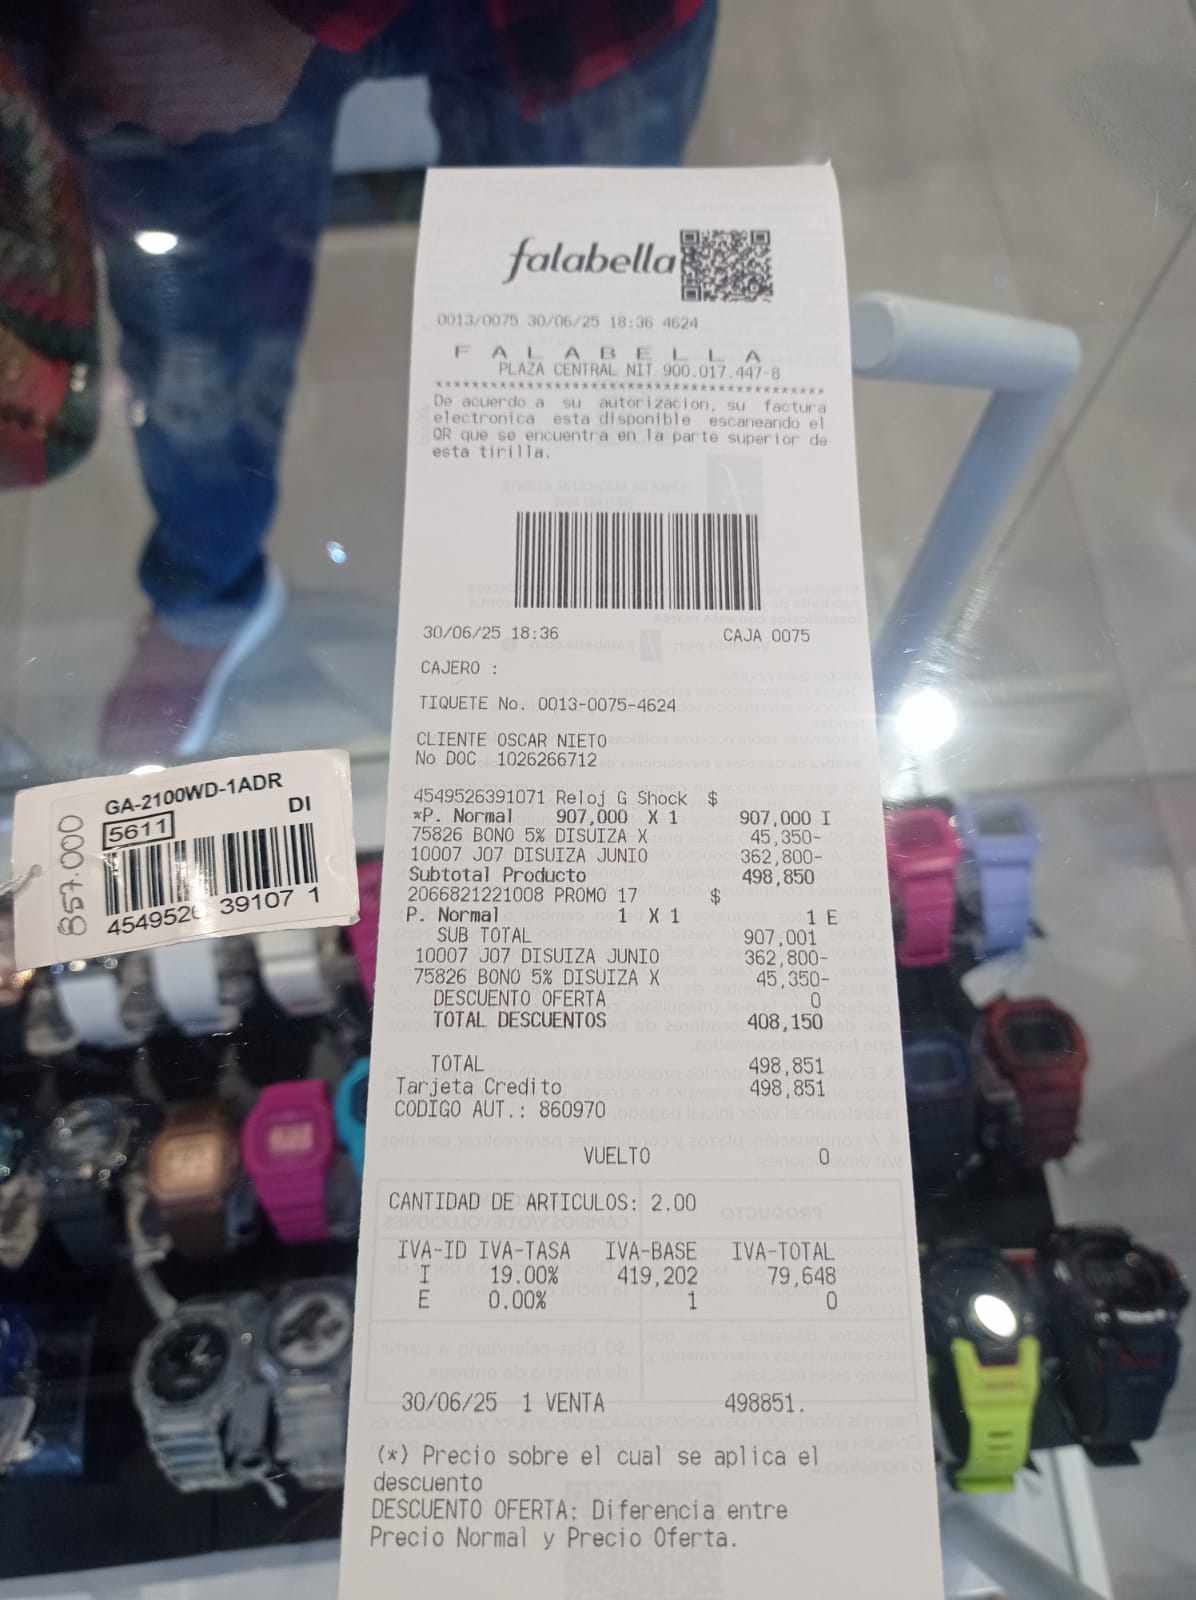 falabella
0013/0075 30/06/25 18:36 4624
F A L A B E L L A
PLAZA CENTRAL NIT 900.017.447-8
****************************************
De acuerdo a su autorizacion, su factura
electronica esta disponible escaneando el
QR que se encuentra en la parte superior de
esta tirilla.
30/06/25 18:36 CAJA 0075
CAJERO :
TIQUETE No. 0013-0075-4624
CLIENTE OSCAR NIETO
No DOC 1026266712
4549526391071 Reloj G Shock $
*P. Normal 907,000 X 1 907,000 I
75826 BONO 5% DISUIZA X 45,350-
10007 J07 DISUIZA JUNIO 362,800-
Subtotal Producto 498,850
2066821221008 PROMO 17 $
P. Normal 1 X 1 1 E
SUB TOTAL 907,001
10007 J07 DISUIZA JUNIO 362,800-
75826 BONO 5% DISUIZA X 45,350-
DESCUENTO OFERTA 0
TOTAL DESCUENTOS 408,150
TOTAL 498,851
Tarjeta Credito 498,851
CODIGO AUT.: 860970
VUELTO 0
CANTIDAD DE ARTICULOS: 2.00
IVA-ID IVA-TASA IVA-BASE IVA-TOTAL
I 19.00% 419,202 79,648
E 0.00% 1 0
30/06/25 1 VENTA 498851.
(*) Precio sobre el cual se aplica el
descuento
DESCUENTO OFERTA: Diferencia entre
Precio Normal y Precio Oferta.
GA-2100WD-1ADR
5611 DI
4549526 39107 1
857.000